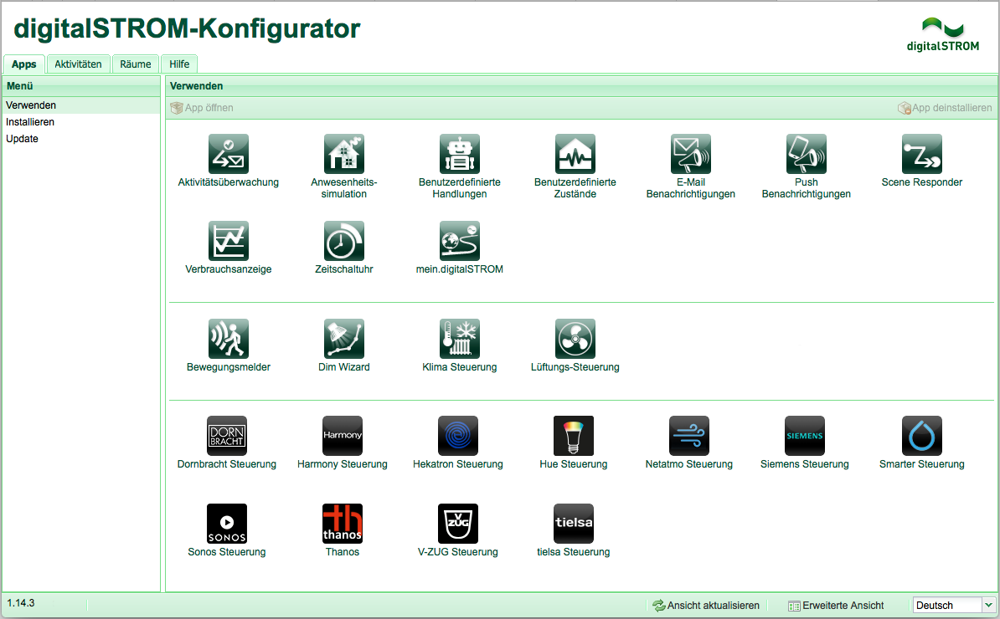 digitalSTROM-Konfigurator
digitalSTROM
Apps Aktivitäten Räume Hilfe
Menü
Verwenden
Installieren
Update
Verwenden
App öffnen App deinstallieren
Aktivitätsüberwachung
Anwesenheits-
simulation
Benutzerdefinierte
Handlungen
Benutzerdefinierte
Zustände
E-Mail
Benachrichtigungen
Push
Benachrichtigungen
Scene Responder
Verbrauchsanzeige
Zeitschaltuhr
mein.digitalSTROM
Bewegungsmelder
Dim Wizard
Klima Steuerung
Lüftungs-Steuerung
DORN
BRACHT
Dornbracht Steuerung
Harmony
Harmony Steuerung
Hekatron Steuerung
Hue Steuerung
Netatmo Steuerung
SIEMENS
Siemens Steuerung
Smarter Steuerung
SONOS
Sonos Steuerung
th
thanos
Thanos
V
ZUG
V-ZUG Steuerung
tielsa
tielsa Steuerung
1.14.3
Ansicht aktualisieren Erweiterte Ansicht Deutsch